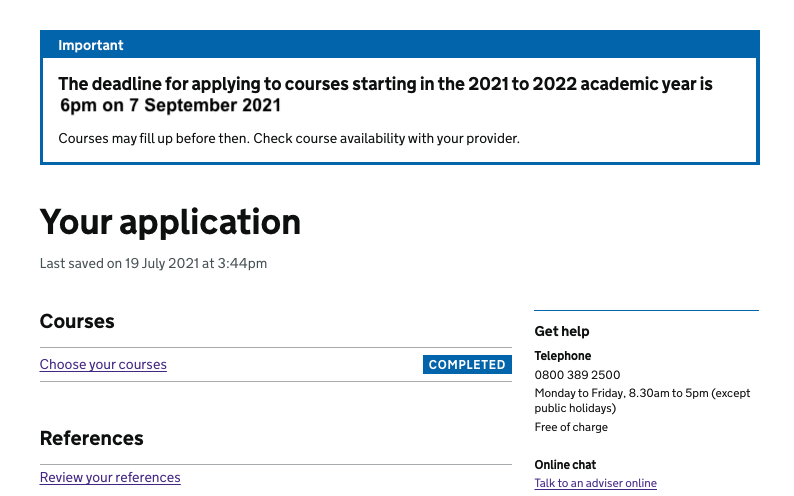 Important
The deadline for applying to courses starting in the 2021 to 2022 academic year is
6pm on 7 September 2021
Courses may fill up before then. Check course availability with your provider.
Your application
Last saved on 19 July 2021 at 3:44pm
Courses
Choose your courses
COMPLETED
References
Review your references
Get help
Telephone
0800 389 2500
Monday to Friday, 8.30am to 5pm (except
public holidays)
Free of charge
Online chat
Talk to an adviser online